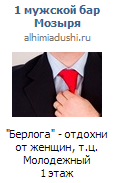 1 мужской бар
Мозыря
alhimiadushi.ru
"Берлога" - отдохни
от женщин, т.ц.
Молодежный
1 этаж